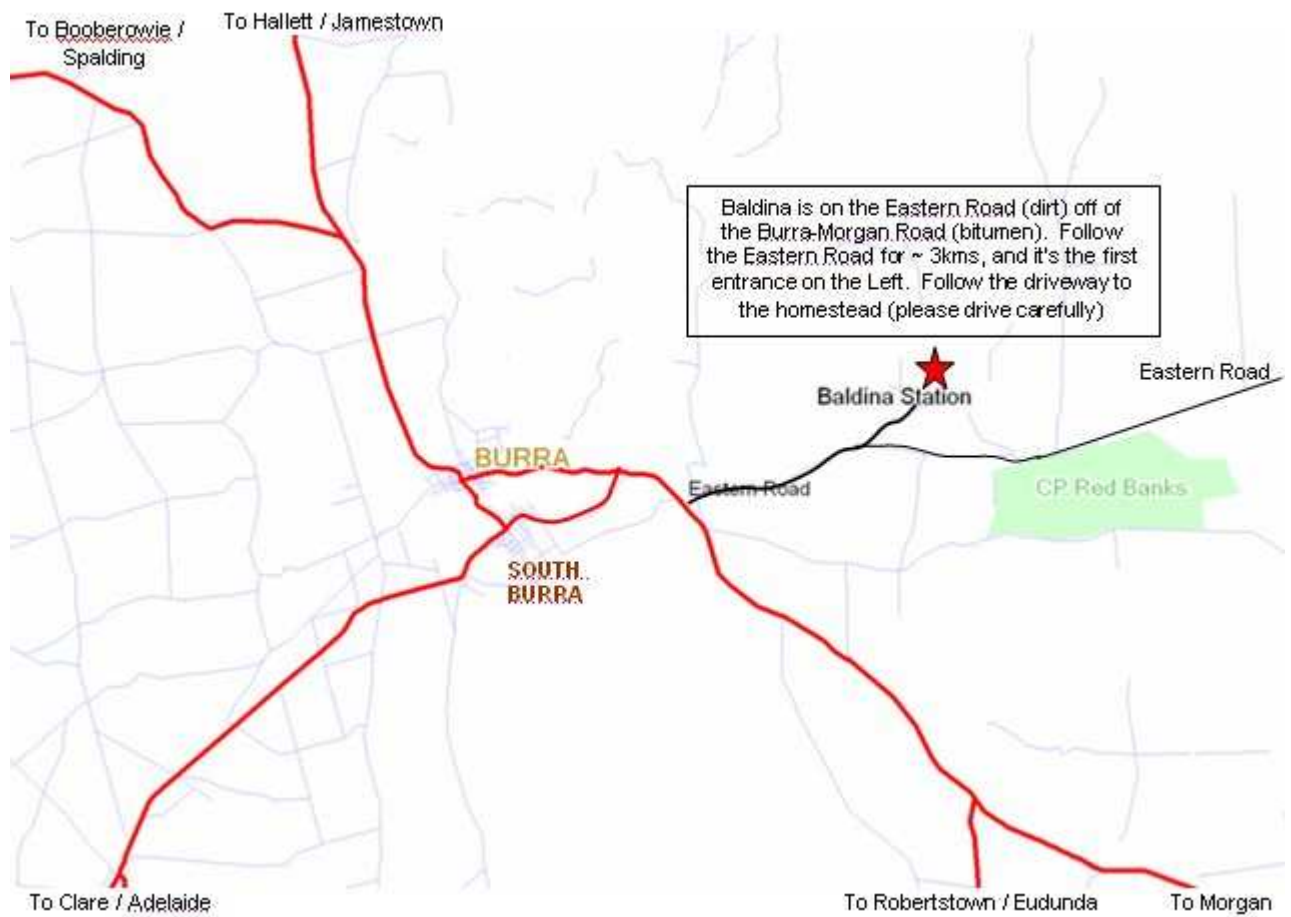 To Booberowie /
Spalding
To Hallett / Jamestown
Baldina is on the Eastern Road (dirt) off of
the Burra-Morgan Road (bitumen). Follow
the Eastern Road for ~ 3kms, and it's the first
entrance on the Left. Follow the driveway to
the homestead (please drive carefully)
Eastern Road
Baldina Station
BURRA
Eastern Road
CP Red Banks
SOUTH
BURRA
To Clare / Adelaide
To Robertstown / Eudunda
To Morgan